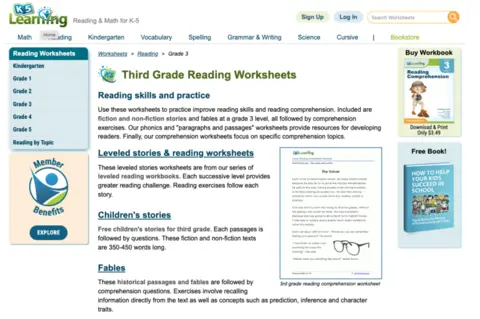 K5 Learning
Reading & Math for K-5
Sign Up
Log In
Search Worksheets
Math
Reading
Kindergarten
Vocabulary
Spelling
Grammar & Writing
Science
Cursive
|
Bookstore
Home
Reading Worksheets
Kindergarten
Grade 1
Grade 2
Grade 3
Grade 4
Grade 5
Reading by Topic
Member
Benefits
EXPLORE
Worksheets > Reading > Grade 3
Third Grade Reading Worksheets
Reading skills and practice
Use these worksheets to practice improve reading skills and reading comprehension. Included are
fiction and non-fiction stories and fables at a grade 3 level, all followed by comprehension
exercises. Our phonics and "paragraphs and passages" worksheets provide resources for developing
readers. Finally, our comprehension worksheets focus on specific comprehension topics.
Leveled stories & reading worksheets
These leveled stories worksheets are from our series of
leveled reading workbooks. Each successive level provides
greater reading challenge. Reading exercises follow each
story.
Children's stories
Free children's stories for third grade. Each passages is
followed by questions. These fiction and non-fiction texts
are 350-450 words long.
Fables
These historical passages and fables are followed by
comprehension questions. Exercises involve recalling
information directly from the text as well as concepts such as prediction, inference and character
traits.
3rd grade reading comprehension worksheet
Buy Workbook
Reading
Comprehension
3
Download & Print
Only $3.49
Free Book!
HOW TO HELP
YOUR KIDS
SUCCEED IN
SCHOOL